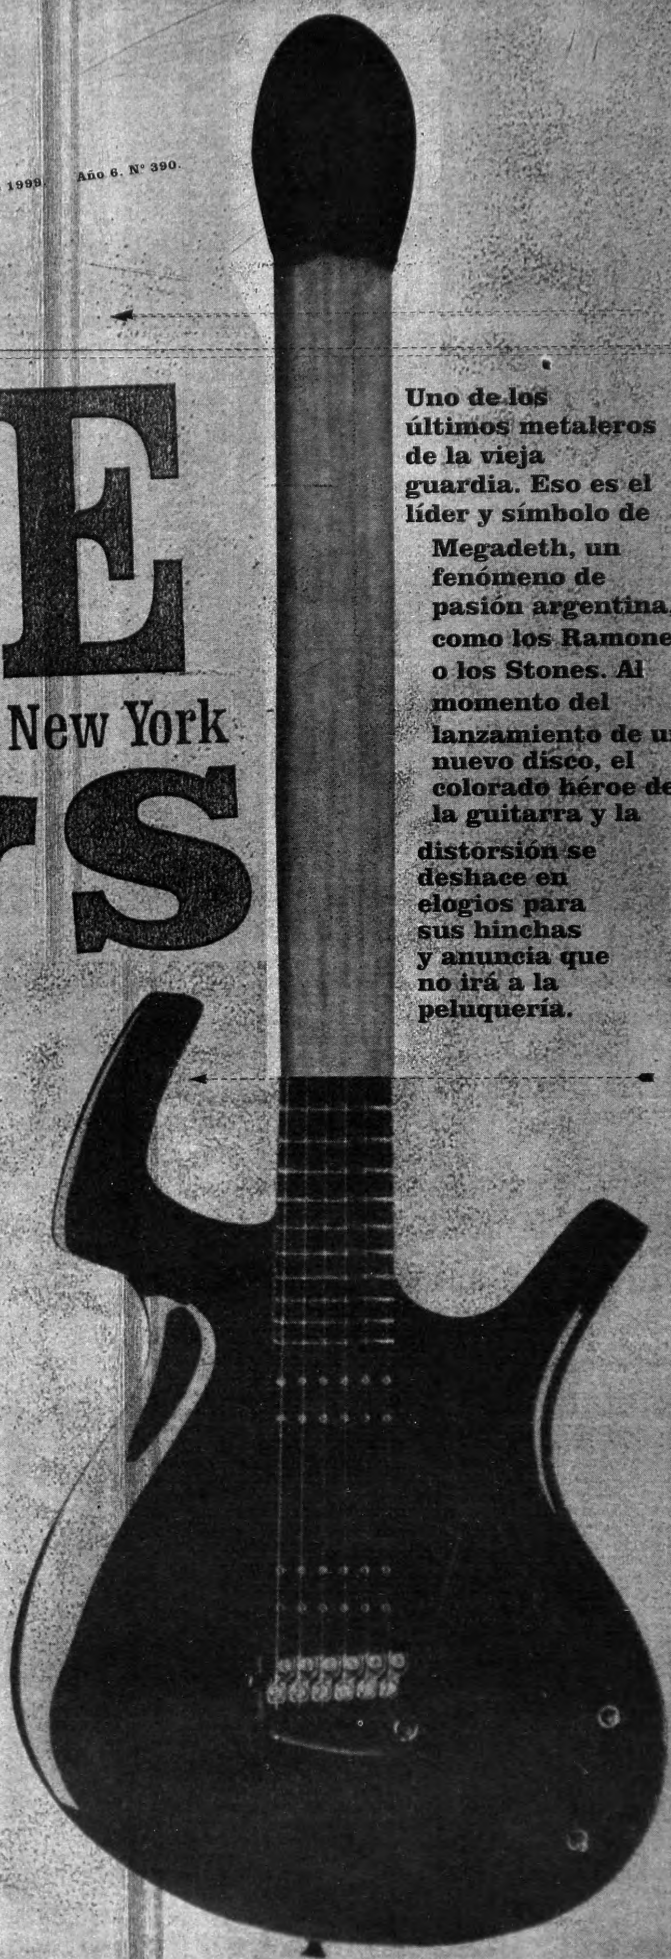 1999. Año 6. N° 390.
E
New York
rs
Uno de los
últimos metaleros
de la vieja
guardia. Eso es el
líder y símbolo de
Megadeth, un
fenómeno de
pasión argentina,
como los Ramone
o los Stones. Al
momento del
lanzamiento de u
nuevo disco, el
colorado héroe de
la guitarra y la
distorsión se
deshace en
elogios para
sus hinchas
y anuncia que
no irá a la
peluquería.